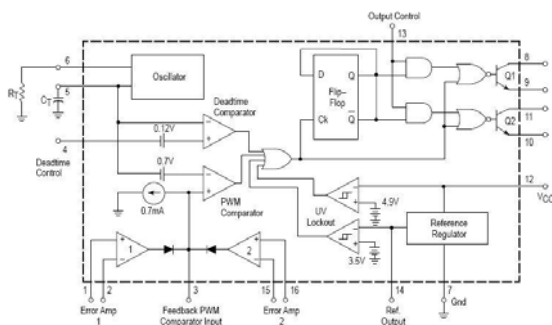 Output Control
13
6
Oscillator
8
D
Q
Q1
RT
5
Flip–
Flop
9
CT
Deadtime
Comparator
11
4
0.12V
Ck
Q
Q2
10
Deadtime
Control
0.7V
PWM
Comparator
0.7mA
UV
Lockout
4.9V
12
VCC
Reference
Regulator
3.5V
1
2
1
2
3
15
16
14
7
Gnd
Error Amp
1
Feedback PWM
Comparator Input
Error Amp
2
Ref.
Output